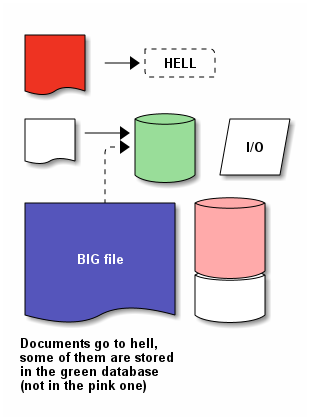 HELL
I/O
BIG file
Documents go to hell,
some of them are stored
in the green database
(not in the pink one)